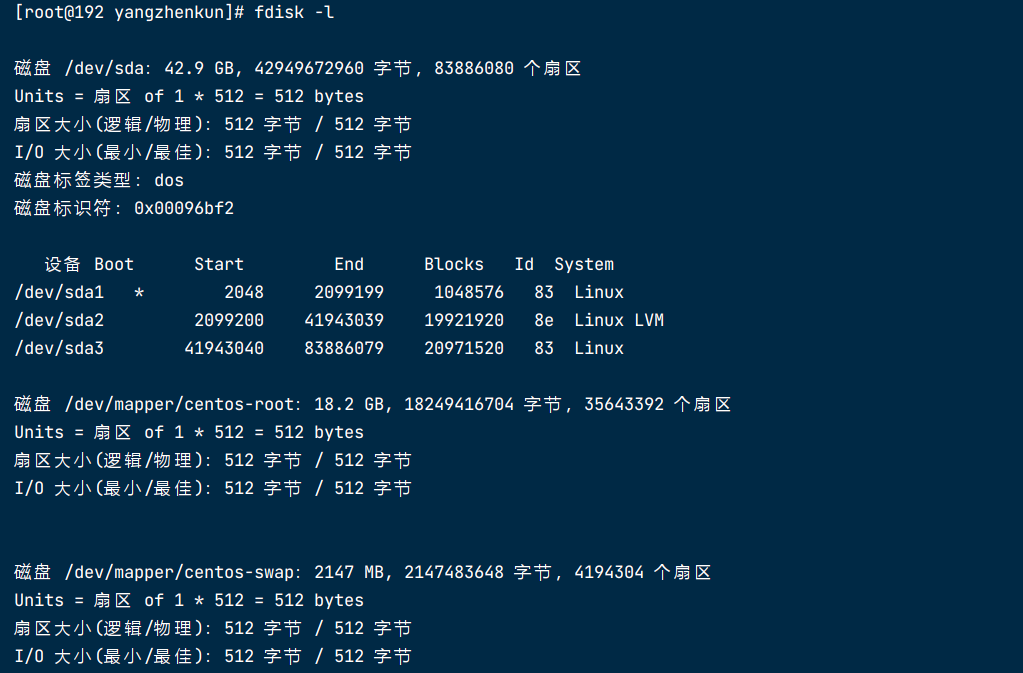 [root@192 yangzhenkun]# fdisk -l
磁盘 /dev/sda：42.9 GB, 42949672960 字节，83886080 个扇区
Units = 扇区 of 1 * 512 = 512 bytes
扇区大小(逻辑/物理)：512 字节 / 512 字节
I/O 大小(最小/最佳)：512 字节 / 512 字节
磁盘标签类型：dos
磁盘标识符：0x00096bf2
设备 Boot      Start         End      Blocks   Id  System
/dev/sda1   *        2048     2099199     1048576   83  Linux
/dev/sda2         2099200    41943039    19921920   8e  Linux LVM
/dev/sda3        41943040    83886079    20971520   83  Linux
磁盘 /dev/mapper/centos-root：18.2 GB, 18249416704 字节，35643392 个扇区
Units = 扇区 of 1 * 512 = 512 bytes
扇区大小(逻辑/物理)：512 字节 / 512 字节
I/O 大小(最小/最佳)：512 字节 / 512 字节
磁盘 /dev/mapper/centos-swap：2147 MB, 2147483648 字节，4194304 个扇区
Units = 扇区 of 1 * 512 = 512 bytes
扇区大小(逻辑/物理)：512 字节 / 512 字节
I/O 大小(最小/最佳)：512 字节 / 512 字节